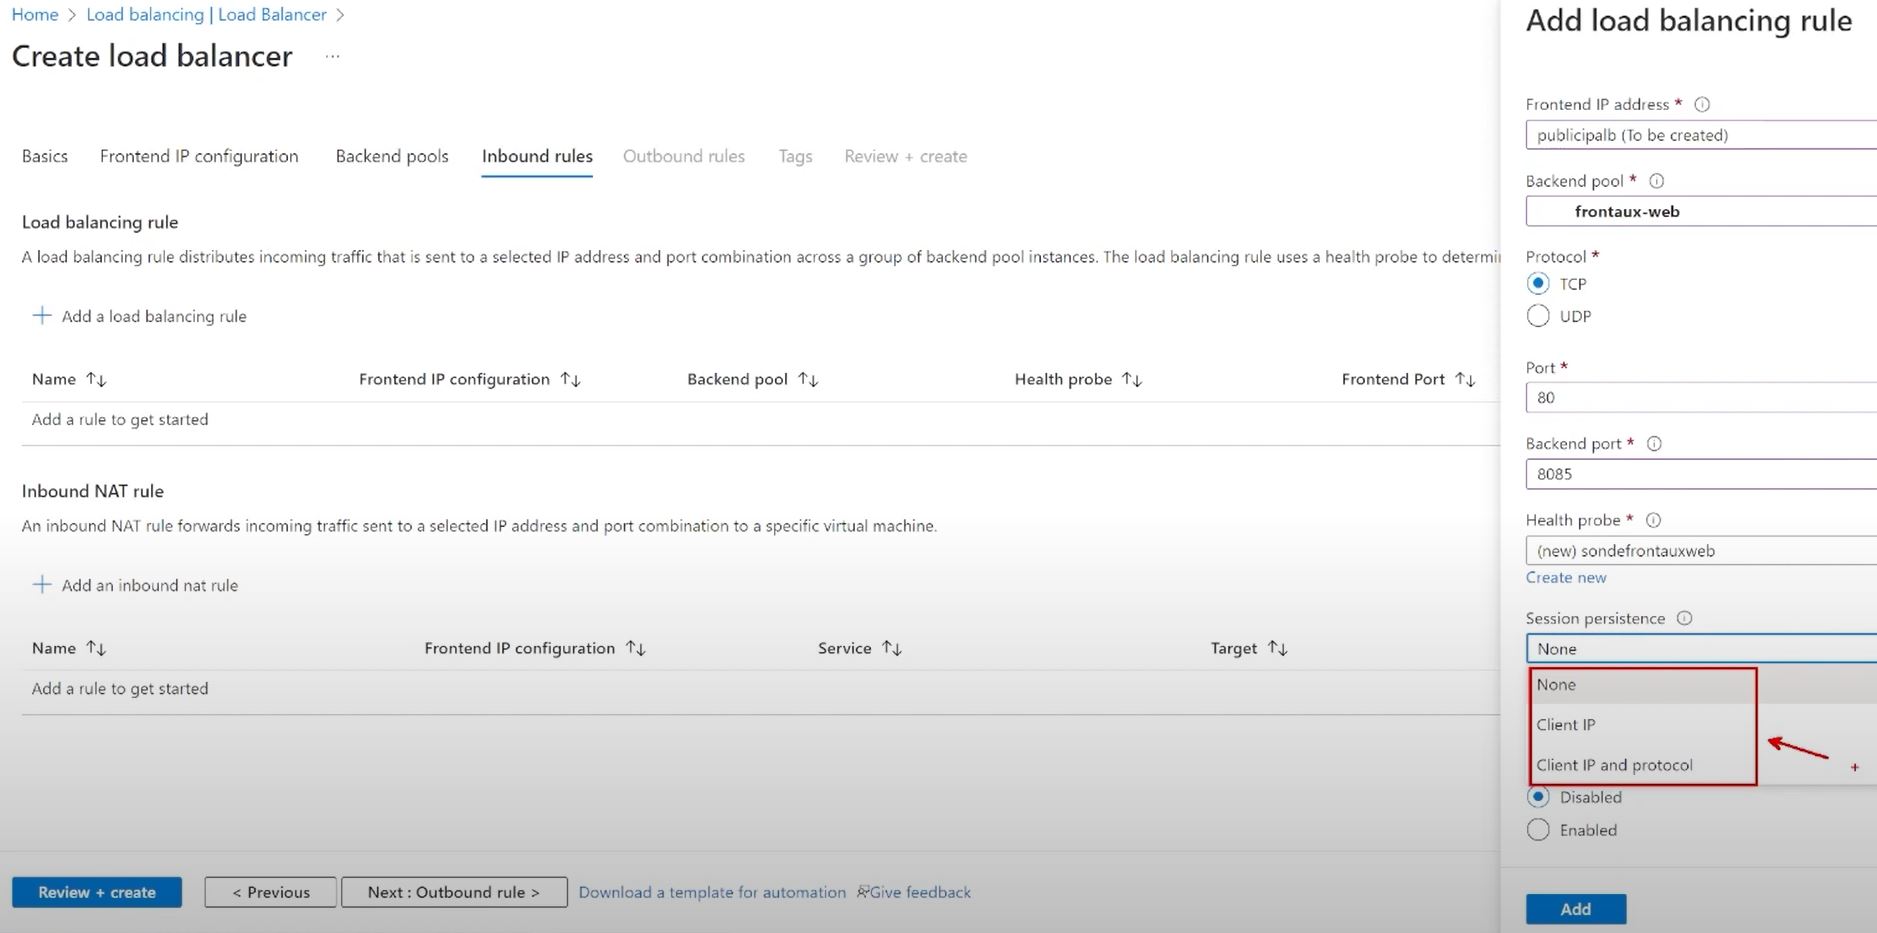 Home > Load balancing | Load Balancer >
Create load balancer ...
Basics Frontend IP configuration Backend pools Inbound rules Outbound rules Tags Review + create
Load balancing rule
A load balancing rule distributes incoming traffic that is sent to a selected IP address and port combination across a group of backend pool instances. The load balancing rule uses a health probe to determi
+ Add a load balancing rule
Name ↑↓ Frontend IP configuration ↑↓ Backend pool ↑↓ Health probe ↑↓ Frontend Port ↑↓
Add a rule to get started
Inbound NAT rule
An inbound NAT rule forwards incoming traffic sent to a selected IP address and port combination to a specific virtual machine.
+ Add an inbound nat rule
Name ↑↓ Frontend IP configuration ↑↓ Service ↑↓ Target ↑↓
Add a rule to get started
Review + create < Previous Next : Outbound rule > Download a template for automation Give feedback
Add load balancing rule
Frontend IP address *
publicipalb (To be created)
Backend pool *
frontaux-web
Protocol *
TCP
UDP
Port *
80
Backend port *
8085
Health probe *
(new) sondefrontauxweb
Create new
Session persistence
None
None
Client IP
Client IP and protocol
Disabled
Enabled
Add